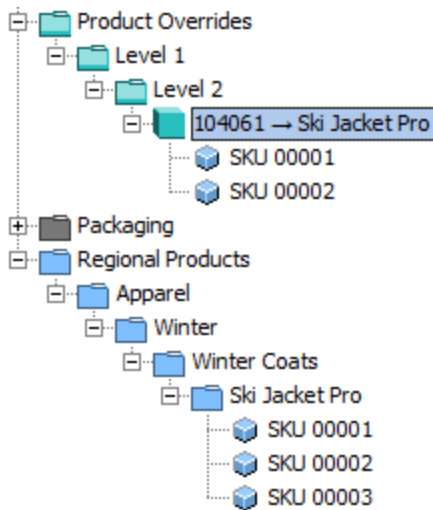 Product Overrides
Level 1
Level 2
104061 → Ski Jacket Pro
SKU 00001
SKU 00002
Packaging
Regional Products
Apparel
Winter
Winter Coats
Ski Jacket Pro
SKU 00001
SKU 00002
SKU 00003